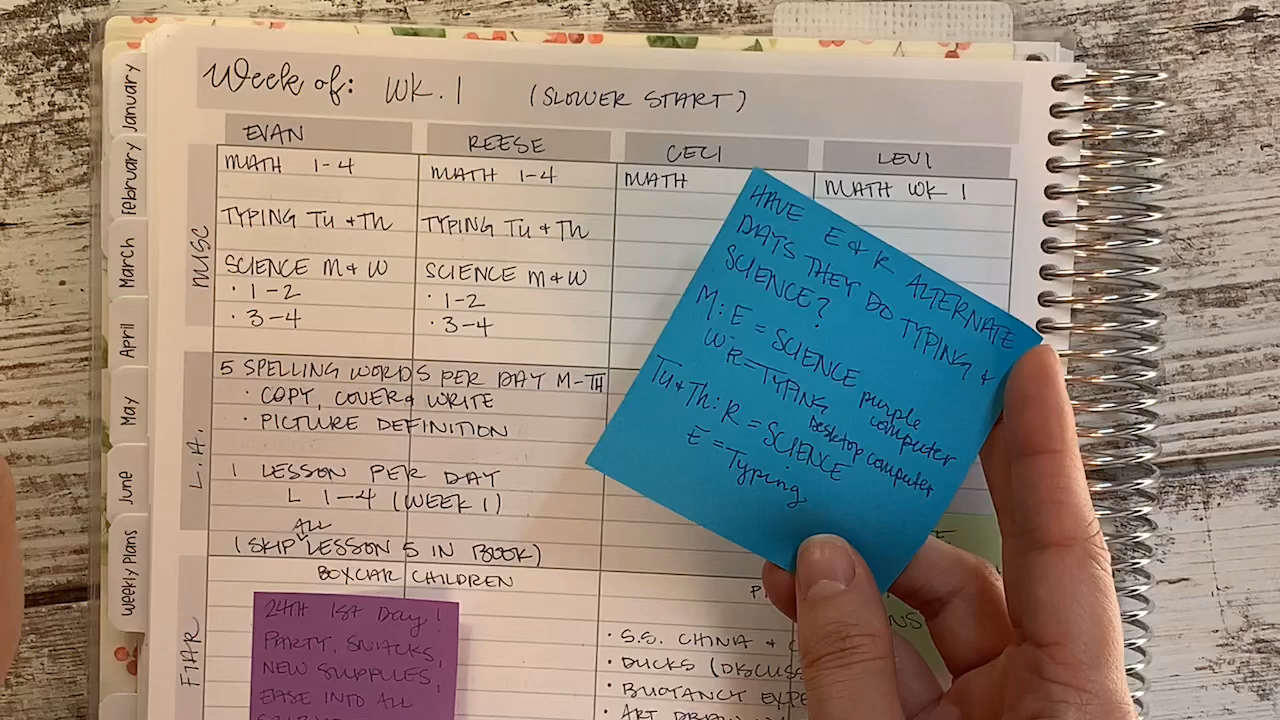 Week of: WK. 1 (SLOWER START)
EVAN REESE CECI LEVI
MATH 1-4 MATH 1-4 MATH MATH WK 1
TYPING Tu + Th TYPING Tu + Th
SCIENCE M + W SCIENCE M + W
• 1-2 • 1-2
• 3-4 • 3-4
MISC
5 SPELLING WORDS PER DAY M-TH
• COPY, COVER + WRITE
• PICTURE DEFINITION
1 LESSON PER DAY
L 1-4 (WEEK 1)
ALL
(SKIP LESSON 5 IN BOOK)
L.A.
BOXCAR CHILDREN
FIAR
24TH 1ST Day!
PARTY, SNACKS,
NEW SUPPLIES,
EASE INTO ALL
• S.S. CHINA +
• DUCKS (DISCUSS
• BUOYANCY EXPE
• ART DRAW
HAVE E & R ALTERNATE
DAYS THEY DO TYPING +
SCIENCE?
M: E = SCIENCE purple computer
W: R = TYPING Desktop computer
Tu + Th: R = SCIENCE
E = Typing
January
February
March
April
May
June
Weekly Plans